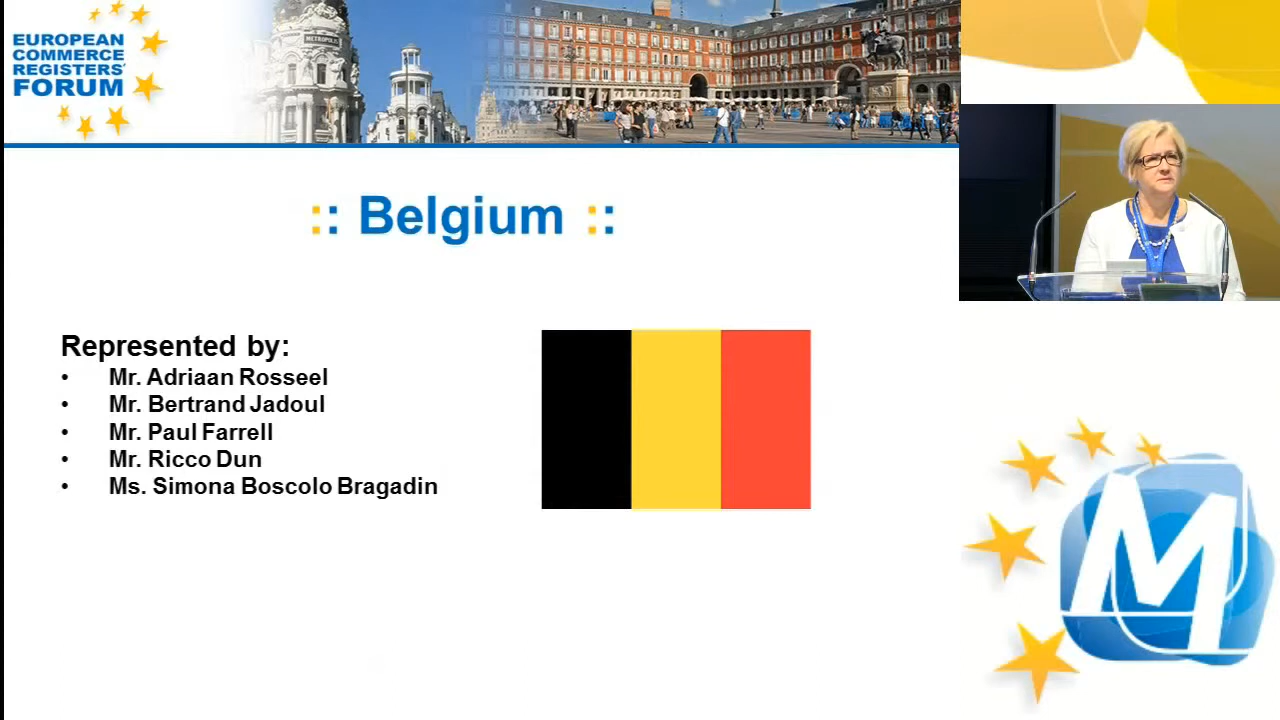 EUROPEAN
COMMERCE
REGISTERS'
FORUM
METROPOLIS
:: Belgium ::
Represented by:
• Mr. Adriaan Rosseel
• Mr. Bertrand Jadoul
• Mr. Paul Farrell
• Mr. Ricco Dun
• Ms. Simona Boscolo Bragadin
M